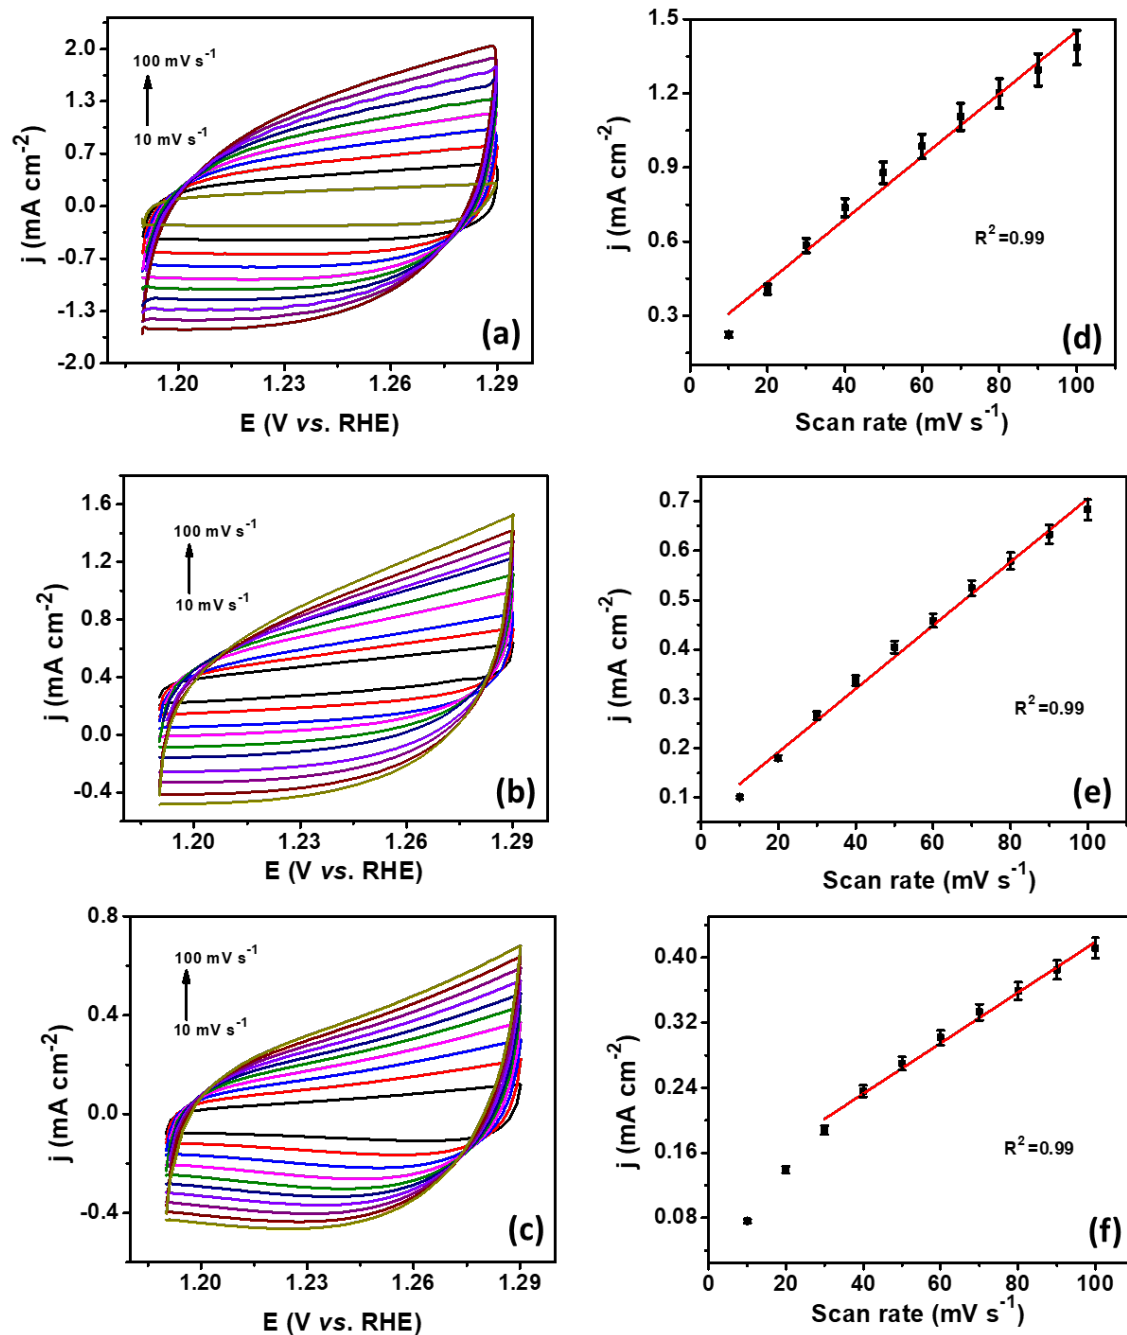 2.0
1.3
0.7
0.0
-0.7
-1.3
-2.0
j (mA cm⁻²)
100 mV s⁻¹
10 mV s⁻¹
(a)
1.20 1.23 1.26 1.29
E (V vs. RHE)
1.5
1.2
0.9
0.6
0.3
j (mA cm⁻²)
R²=0.99
(d)
0 20 40 60 80 100
Scan rate (mV s⁻¹)
1.6
1.2
0.8
0.4
0.0
-0.4
j (mA cm⁻²)
100 mV s⁻¹
10 mV s⁻¹
(b)
1.20 1.23 1.26 1.29
E (V vs. RHE)
0.7
0.6
0.5
0.4
0.3
0.2
0.1
j (mA cm⁻²)
R²=0.99
(e)
0 20 40 60 80 100
Scan rate (mV s⁻¹)
0.8
0.4
0.0
-0.4
j (mA cm⁻²)
100 mV s⁻¹
10 mV s⁻¹
(c)
1.20 1.23 1.26 1.29
E (V vs. RHE)
0.40
0.32
0.24
0.16
0.08
j (mA cm⁻²)
R²=0.99
(f)
0 20 40 60 80 100
Scan rate (mV s⁻¹)